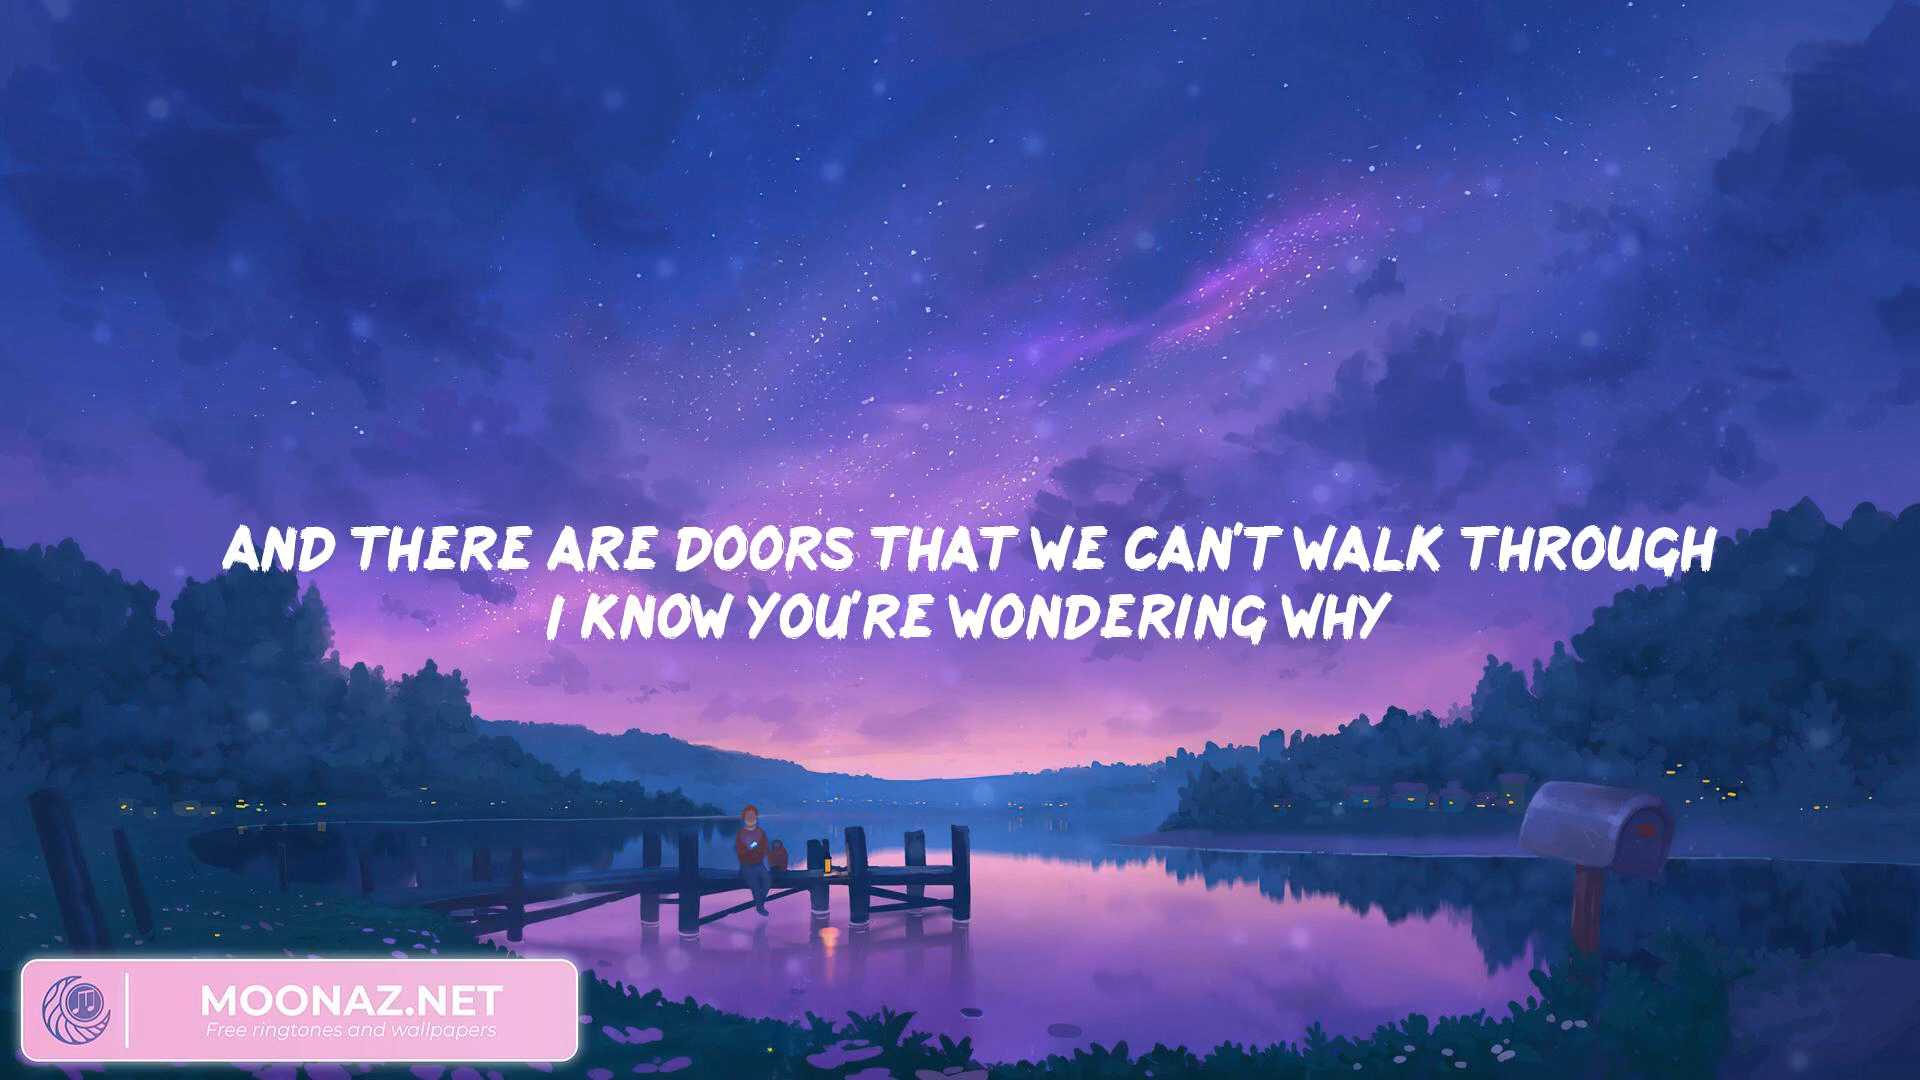 AND THERE ARE DOORS THAT WE CAN'T WALK THROUGH
I KNOW YOU'RE WONDERING WHY
MOONAZ.NET
Free ringtones and wallpapers